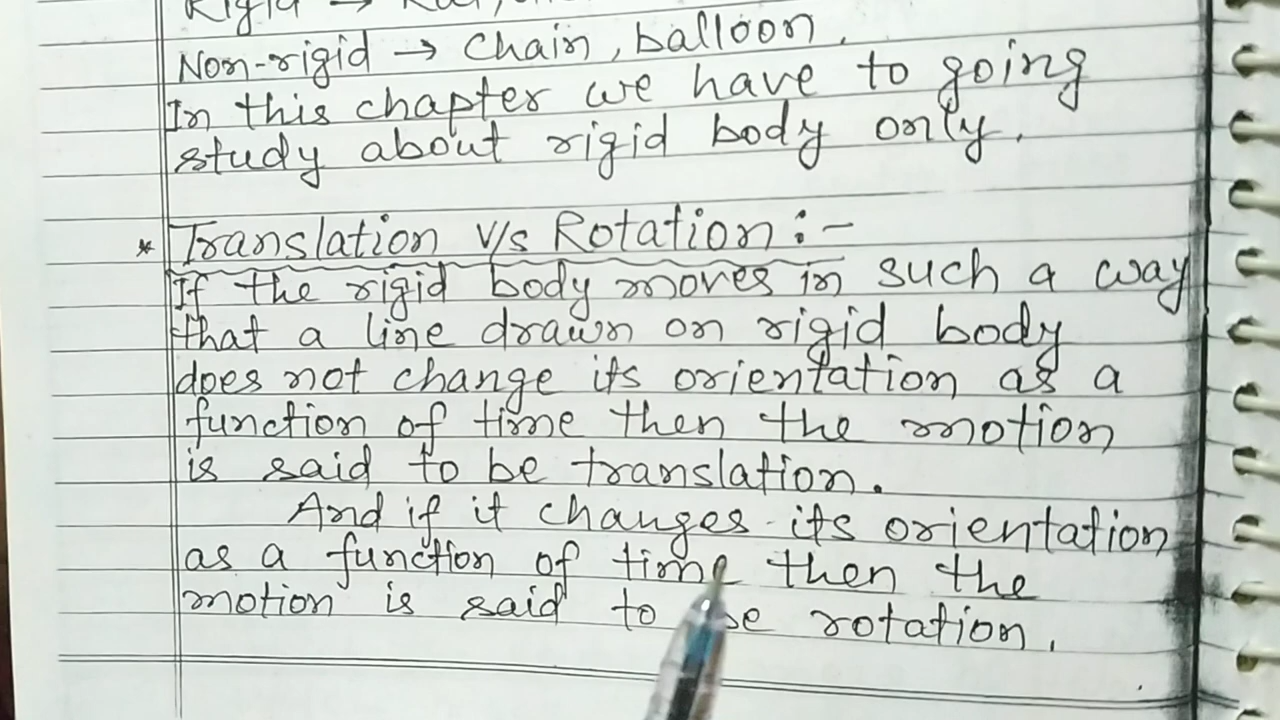 Rigid →
Non-rigid → Chain, balloon.
In this chapter we have to going
study about rigid body only.
* Translation v/s Rotation :-
If the rigid body moves in such a way
that a line drawn on rigid body
does not change its orientation as a
function of time then the motion
is said to be translation.
And if it changes its orientation
as a function of time then the
motion is said to be rotation.